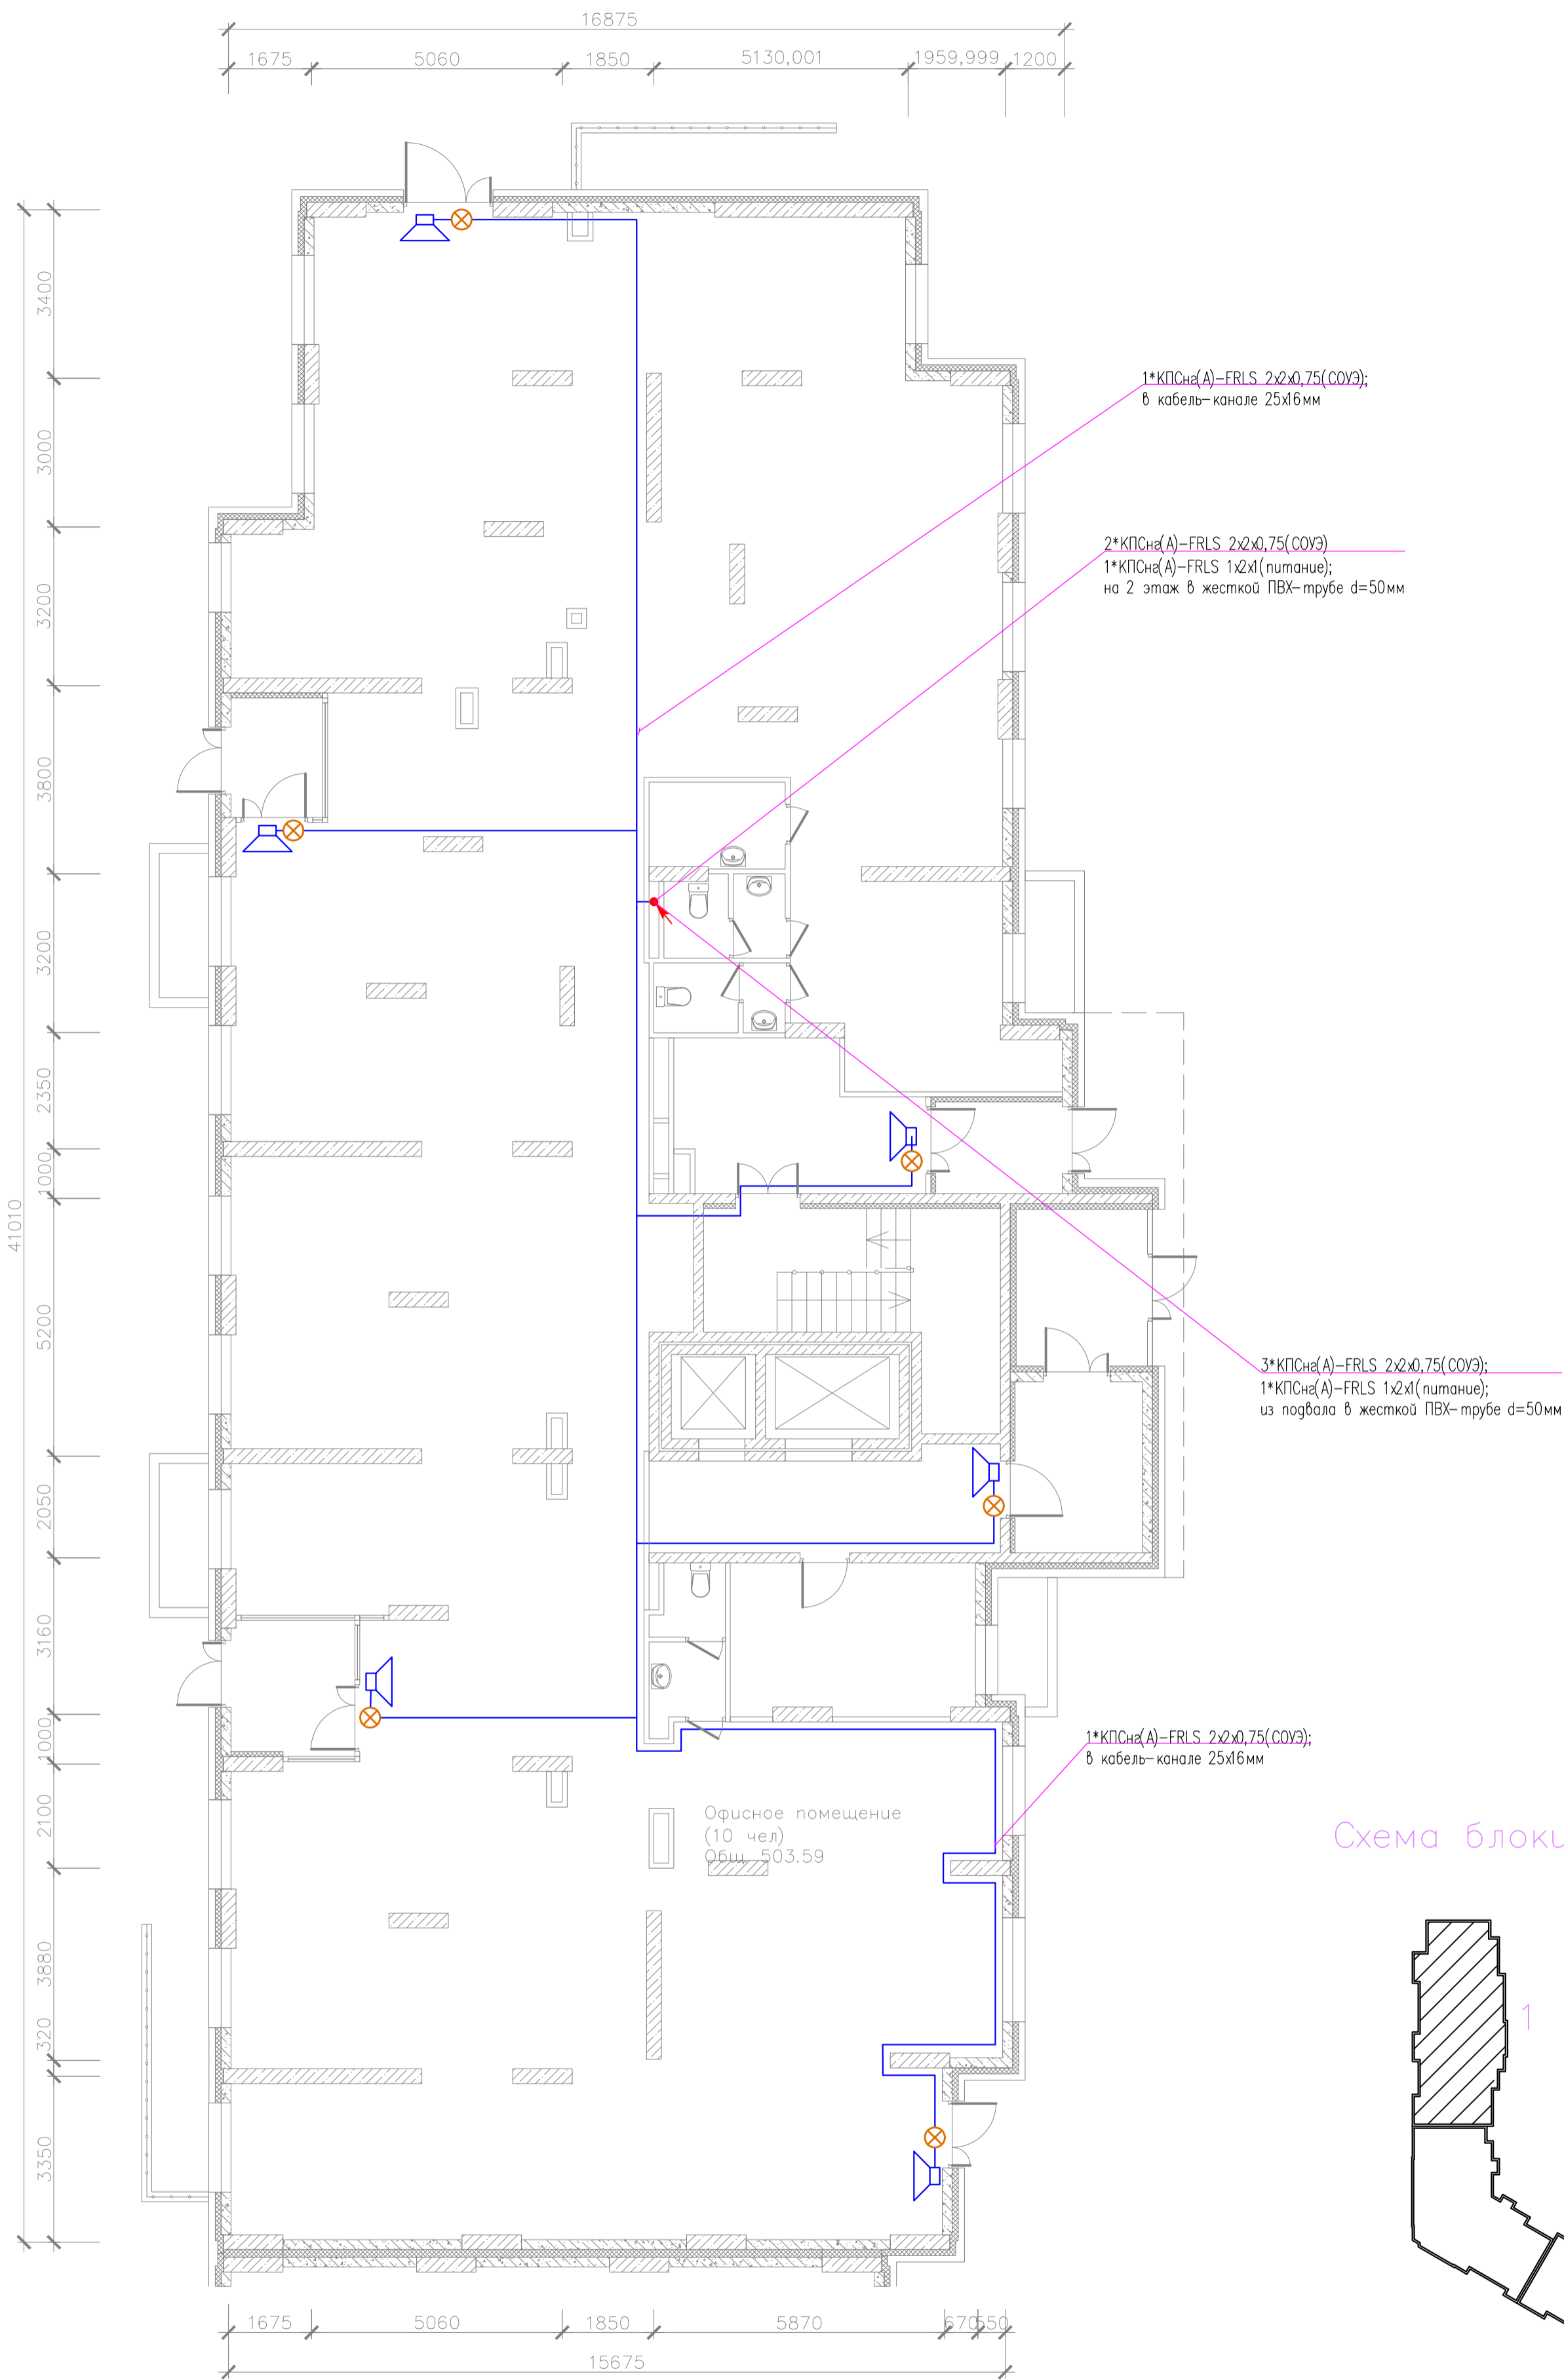 16875
1675
5060
1850
5130,001
1959,999
1200
3400
3000
3200
3800
3200
2350
1000
5200
2050
3160
1000
2100
3880
320
3350
41010
1*КПСнг(А)-FRLS 2x2x0,75(СОУЭ);
в кабель-канале 25x16мм
2*КПСнг(А)-FRLS 2x2x0,75(СОУЭ)
1*КПСнг(А)-FRLS 1x2x1(питание);
на 2 этаж в жесткой ПВХ-трубе d=50мм
3*КПСнг(А)-FRLS 2x2x0,75(СОУЭ);
1*КПСнг(А)-FRLS 1x2x1(питание);
из подвала в жесткой ПВХ-трубе d=50мм
1*КПСнг(А)-FRLS 2x2x0,75(СОУЭ);
в кабель-канале 25x16мм
Офисное помещение
(10 чел)
Общ. 503.59
Схема
1
1675
5060
1850
5870
670
550
15675